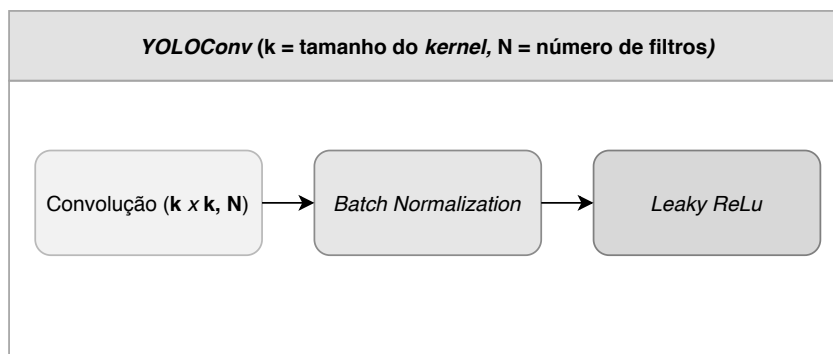 YOLOConv (k = tamanho do kernel, N = número de filtros)
Convolução (k x k, N)
Batch Normalization
Leaky ReLu